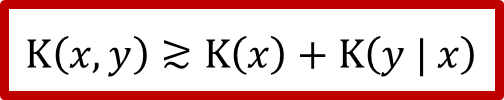 K(x, y) ≳ K(x) + K(y | x)